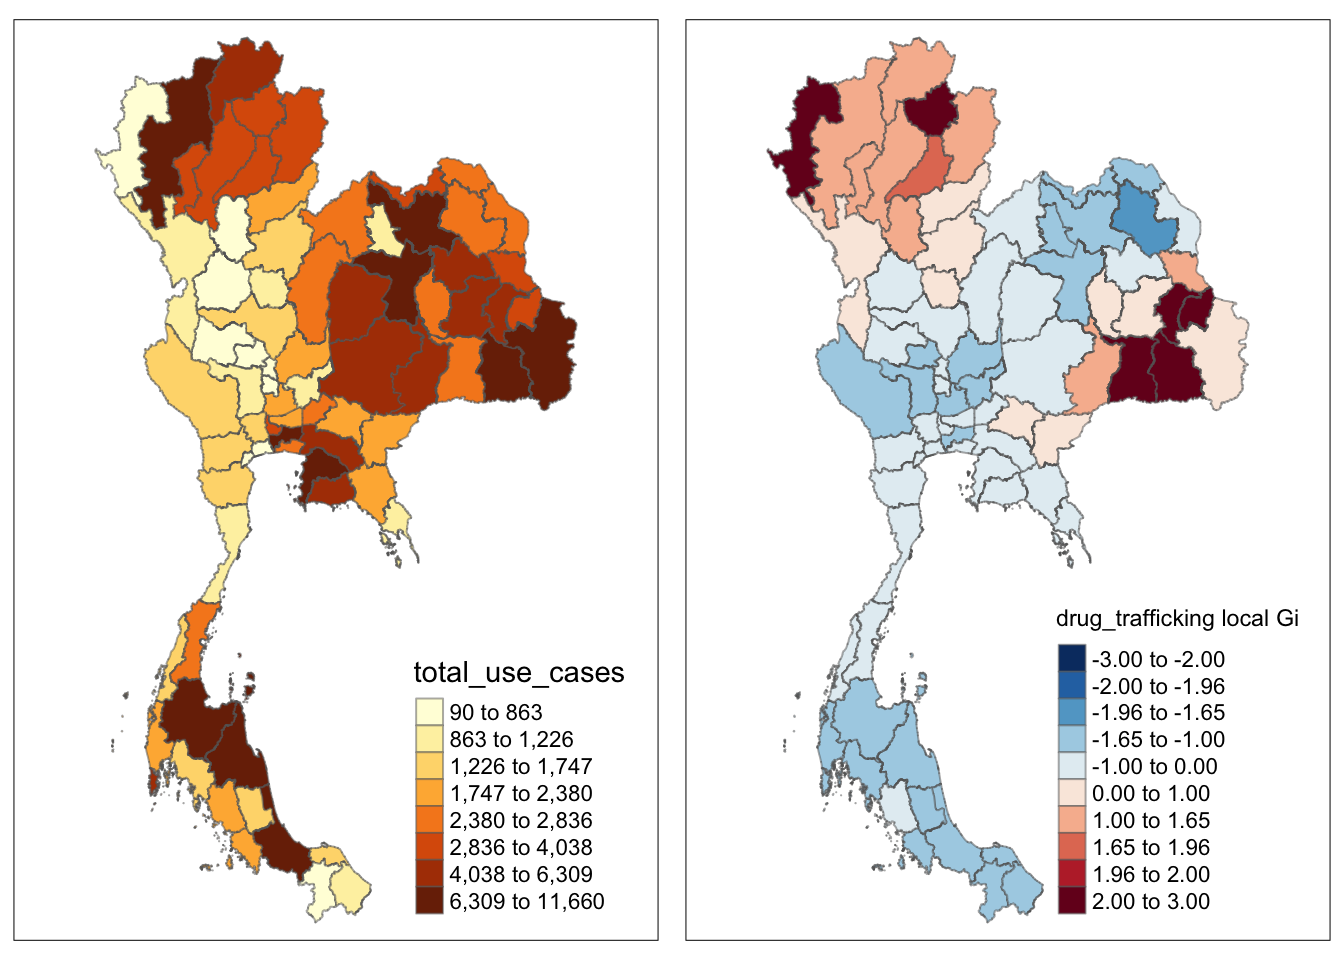 total_use_cases
90 to 863
863 to 1,226
1,226 to 1,747
1,747 to 2,380
2,380 to 2,836
2,836 to 4,038
4,038 to 6,309
6,309 to 11,660
drug_trafficking local Gi
-3.00 to -2.00
-2.00 to -1.96
-1.96 to -1.65
-1.65 to -1.00
-1.00 to 0.00
0.00 to 1.00
1.00 to 1.65
1.65 to 1.96
1.96 to 2.00
2.00 to 3.00